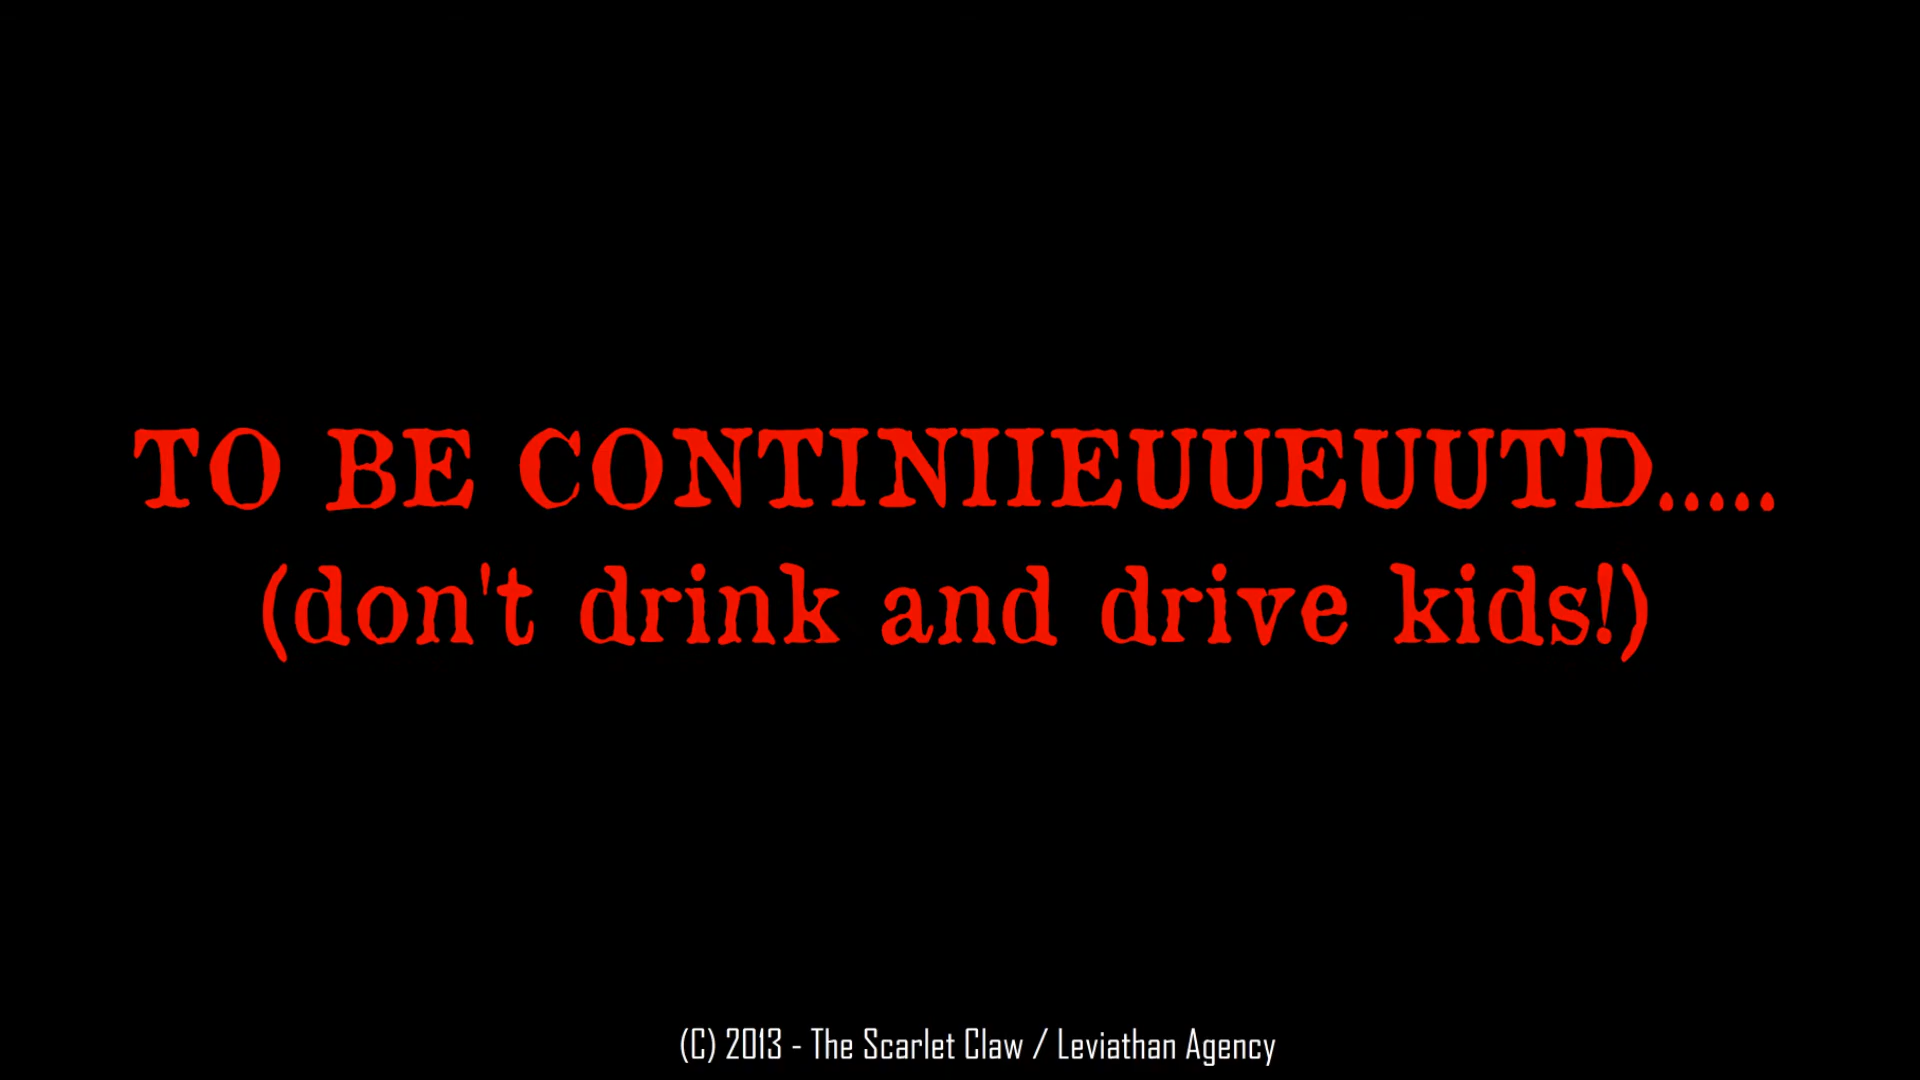 TO BE CONTINIIEUUEUUTD.....
(don't drink and drive kids!)
(C) 2013 - The Scarlet Claw / Leviathan Agency